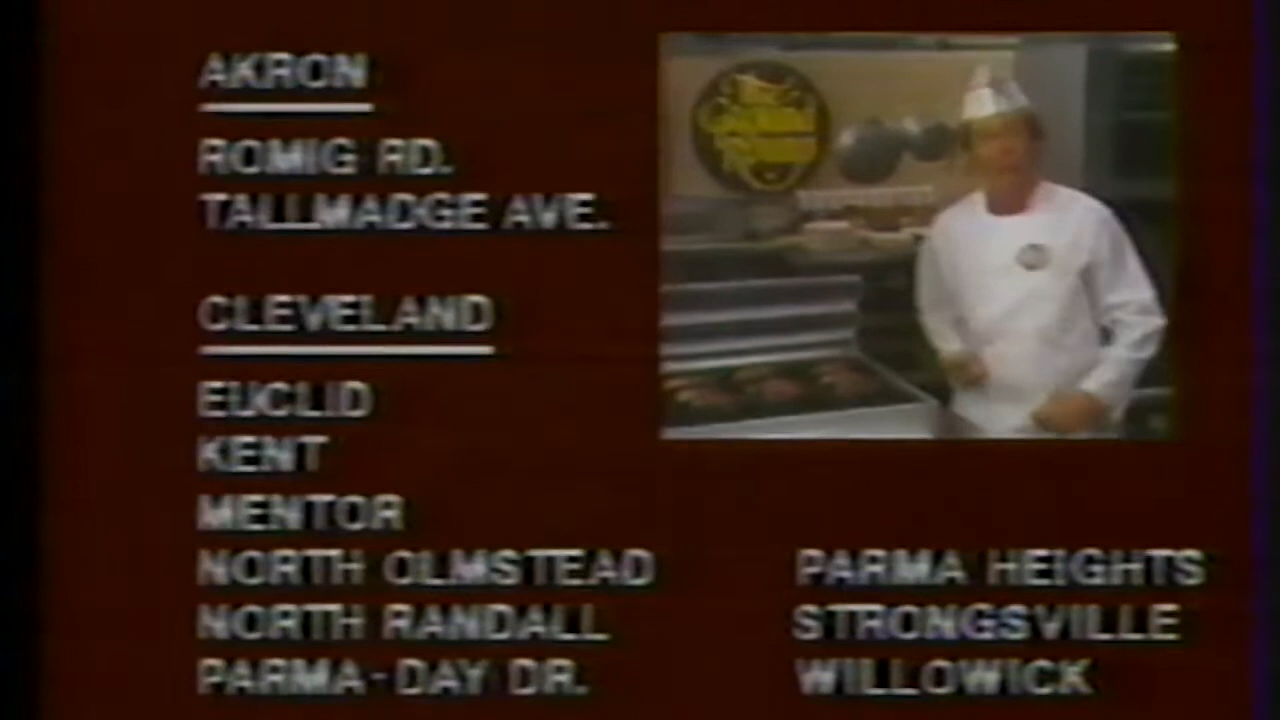 AKRON
ROMIG RD.
TALLMADGE AVE.
CLEVELAND
EUCLID
KENT
MENTOR
NORTH OLMSTEAD
NORTH RANDALL
PARMA-DAY DR.
PARMA HEIGHTS
STRONGSVILLE
WILLOWICK